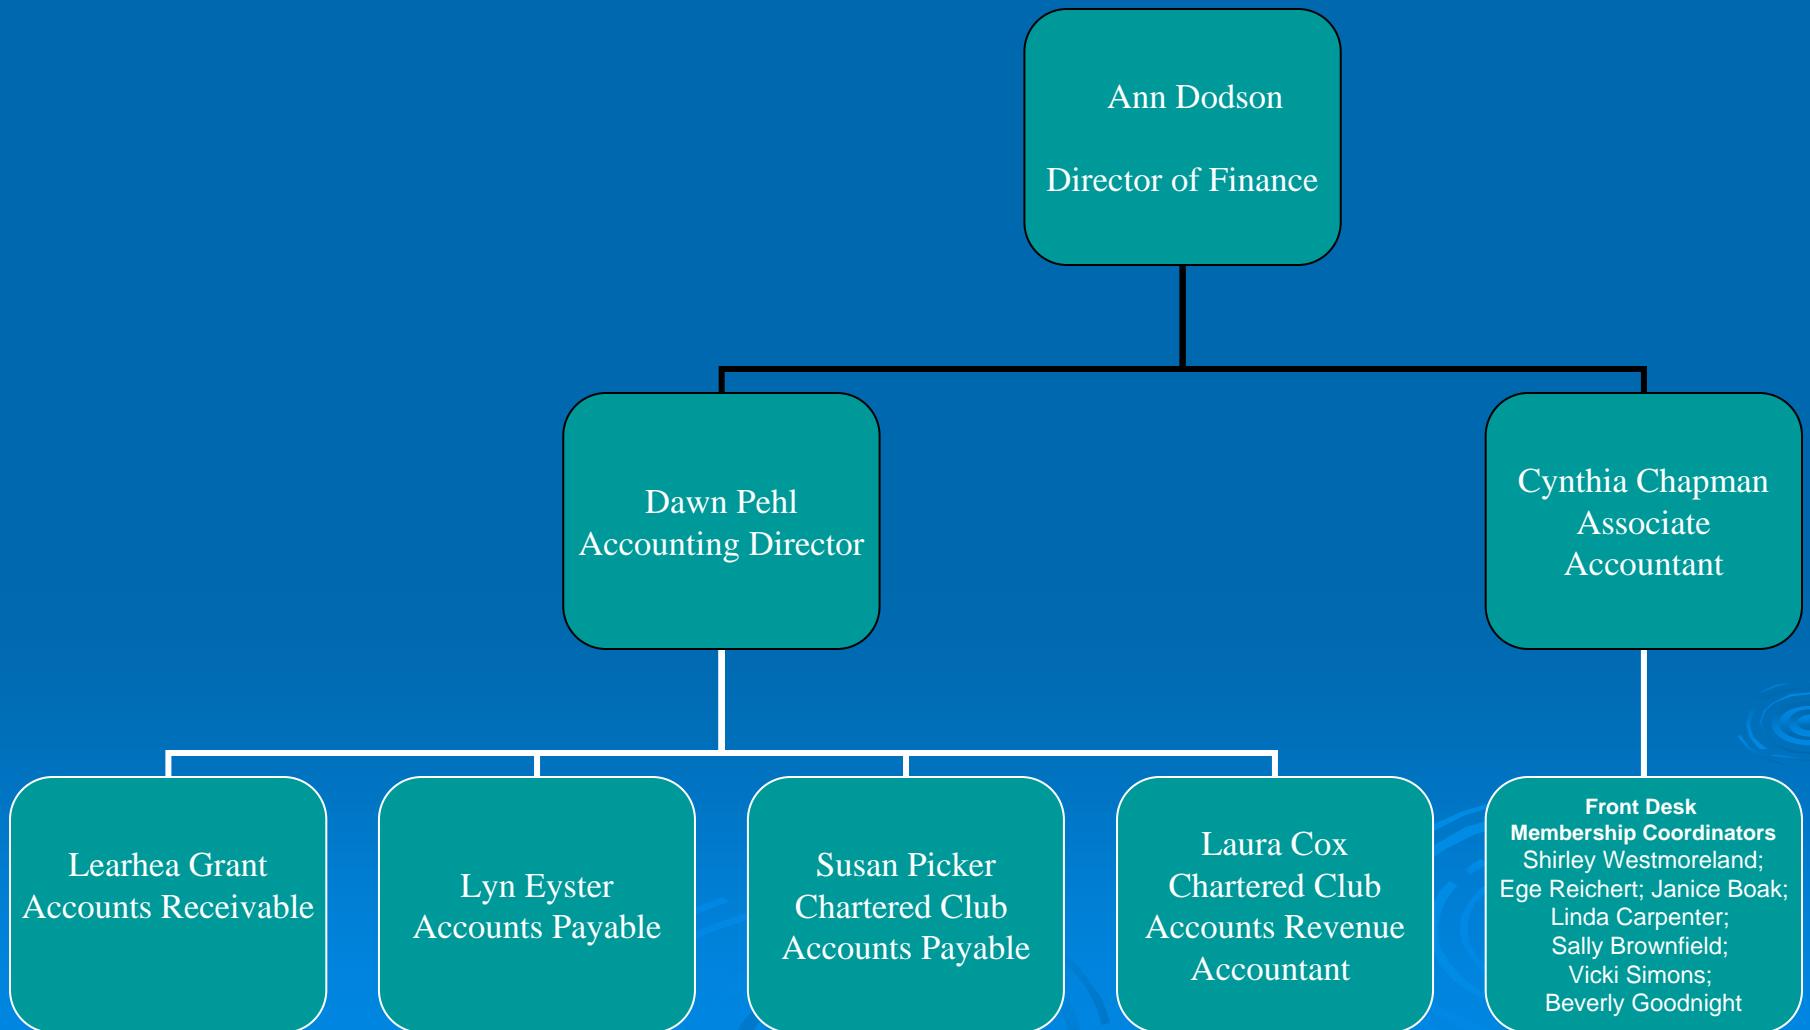 Ann Dodson
Director of Finance
Dawn Pehl
Accounting Director
Cynthia Chapman
Associate
Accountant
Learhea Grant
Accounts Receivable
Lyn Eyster
Accounts Payable
Susan Picker
Chartered Club
Accounts Payable
Laura Cox
Chartered Club
Accounts Revenue
Accountant
Front Desk
Membership Coordinators
Shirley Westmoreland;
Ege Reichert; Janice Boak;
Linda Carpenter;
Sally Brownfield;
Vicki Simons;
Beverly Goodnight